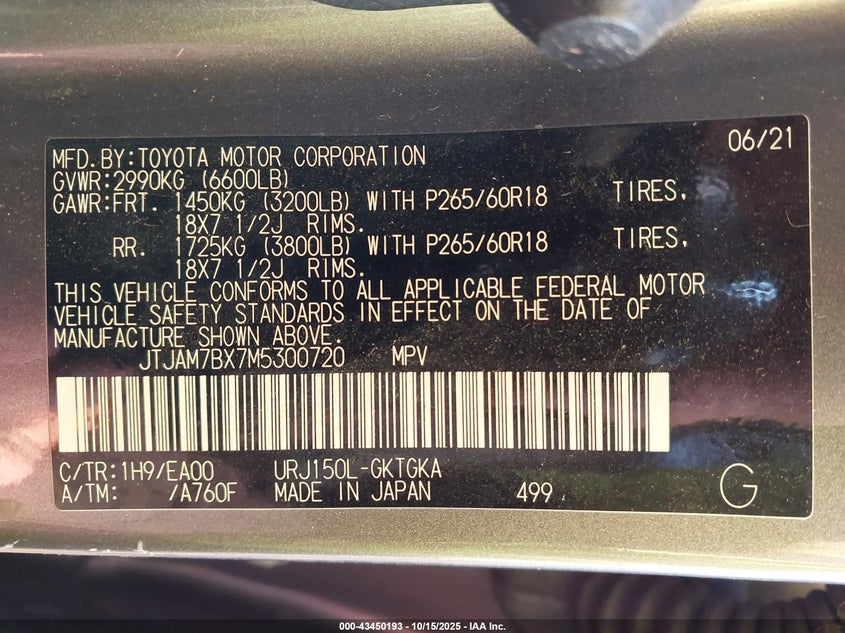 06/21
MFD.BY:TOYOTA MOTOR CORPORATION
GVWR:2990KG (6600LB)
GAWR:FRT. 1450KG (3200LB) WITH P265/60R18 TIRES,
18X7 1/2J RIMS.
RR. 1725KG (3800LB) WITH P265/60R18 TIRES,
18X7 1/2J RIMS.
THIS VEHICLE CONFORMS TO ALL APPLICABLE FEDERAL MOTOR
VEHICLE SAFETY STANDARDS IN EFFECT ON THE DATE OF
MANUFACTURE SHOWN ABOVE.
JTJAM7BX7M5300720 MPV
C/TR:1H9/EA00 URJ150L-GKTGKA
A/TM: /A760F MADE IN JAPAN 499 G
000-43450193 - 10/15/2025 - IAA Inc.